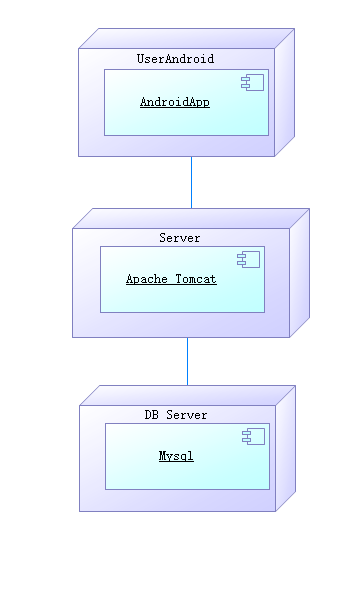 UserAndroid
AndroidApp
Server
Apache Tomcat
DB Server
Mysql